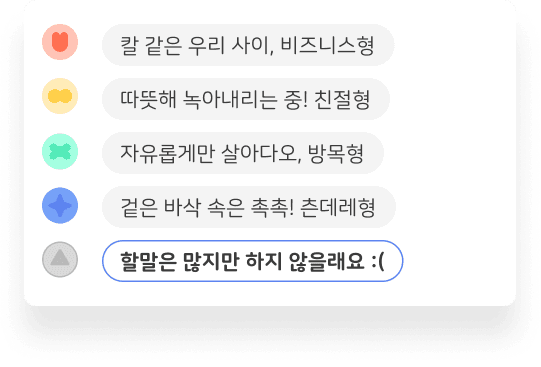 칼 같은 우리 사이, 비즈니스형
따뜻해 녹아내리는 중! 친절형
자유롭게만 살아다오, 방목형
겉은 바삭 속은 촉촉! 츤데레형
할말은 많지만 하지 않을래요 :(